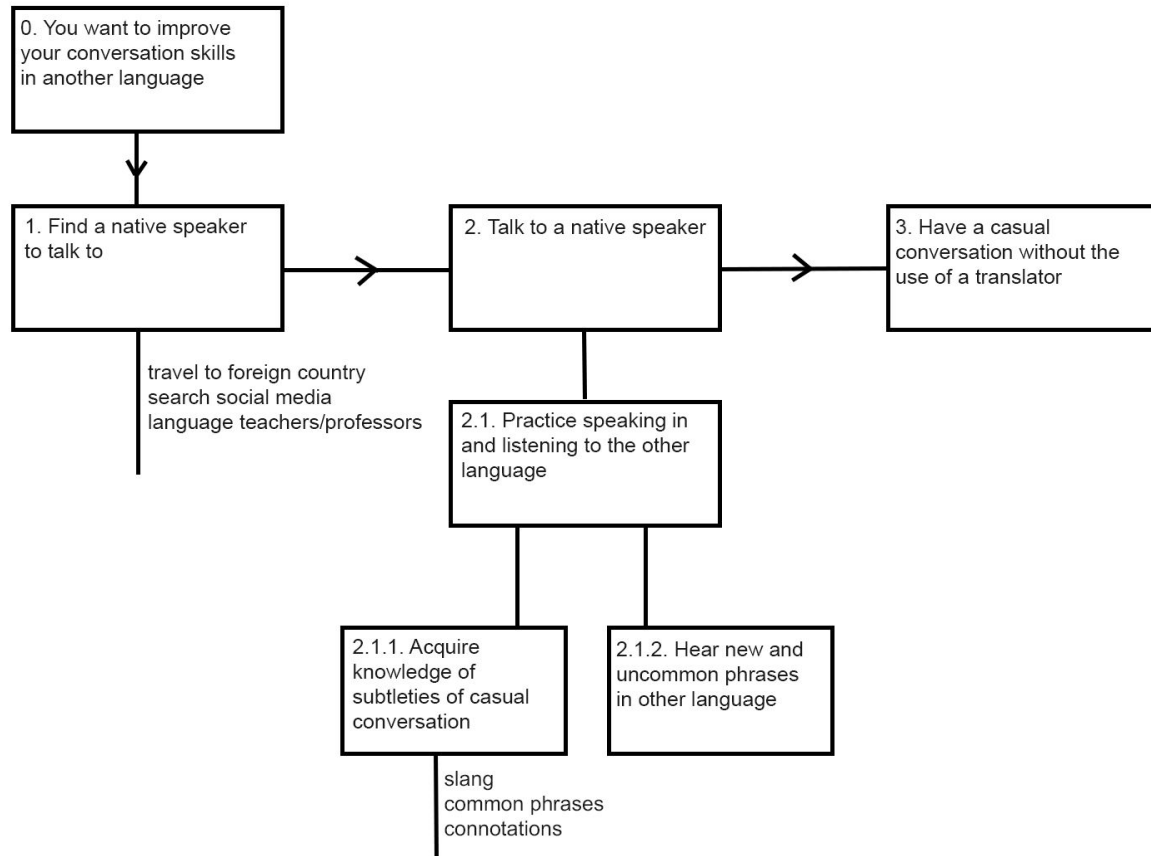 0. You want to improve
your conversation skills
in another language
1. Find a native speaker
to talk to
2. Talk to a native speaker
3. Have a casual
conversation without the
use of a translator
travel to foreign country
search social media
language teachers/professors
2.1. Practice speaking in
and listening to the other
language
2.1.1. Acquire
knowledge of
subtleties of casual
conversation
2.1.2. Hear new and
uncommon phrases
in other language
slang
common phrases
connotations